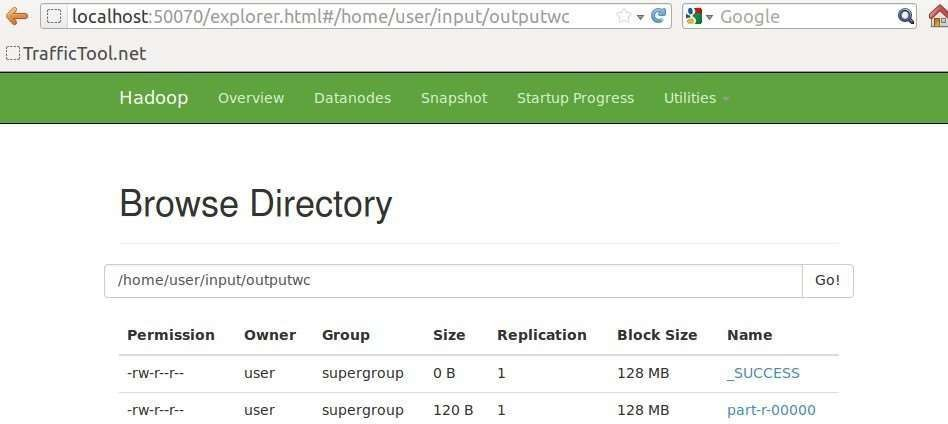 localhost:50070/explorer.html#/home/user/input/outputwc Google
TrafficTool.net
Hadoop Overview Datanodes Snapshot Startup Progress Utilities
Browse Directory
/home/user/input/outputwc Go!
Permission Owner Group Size Replication Block Size Name
-rw-r--r-- user supergroup 0 B 1 128 MB _SUCCESS
-rw-r--r-- user supergroup 120 B 1 128 MB part-r-00000